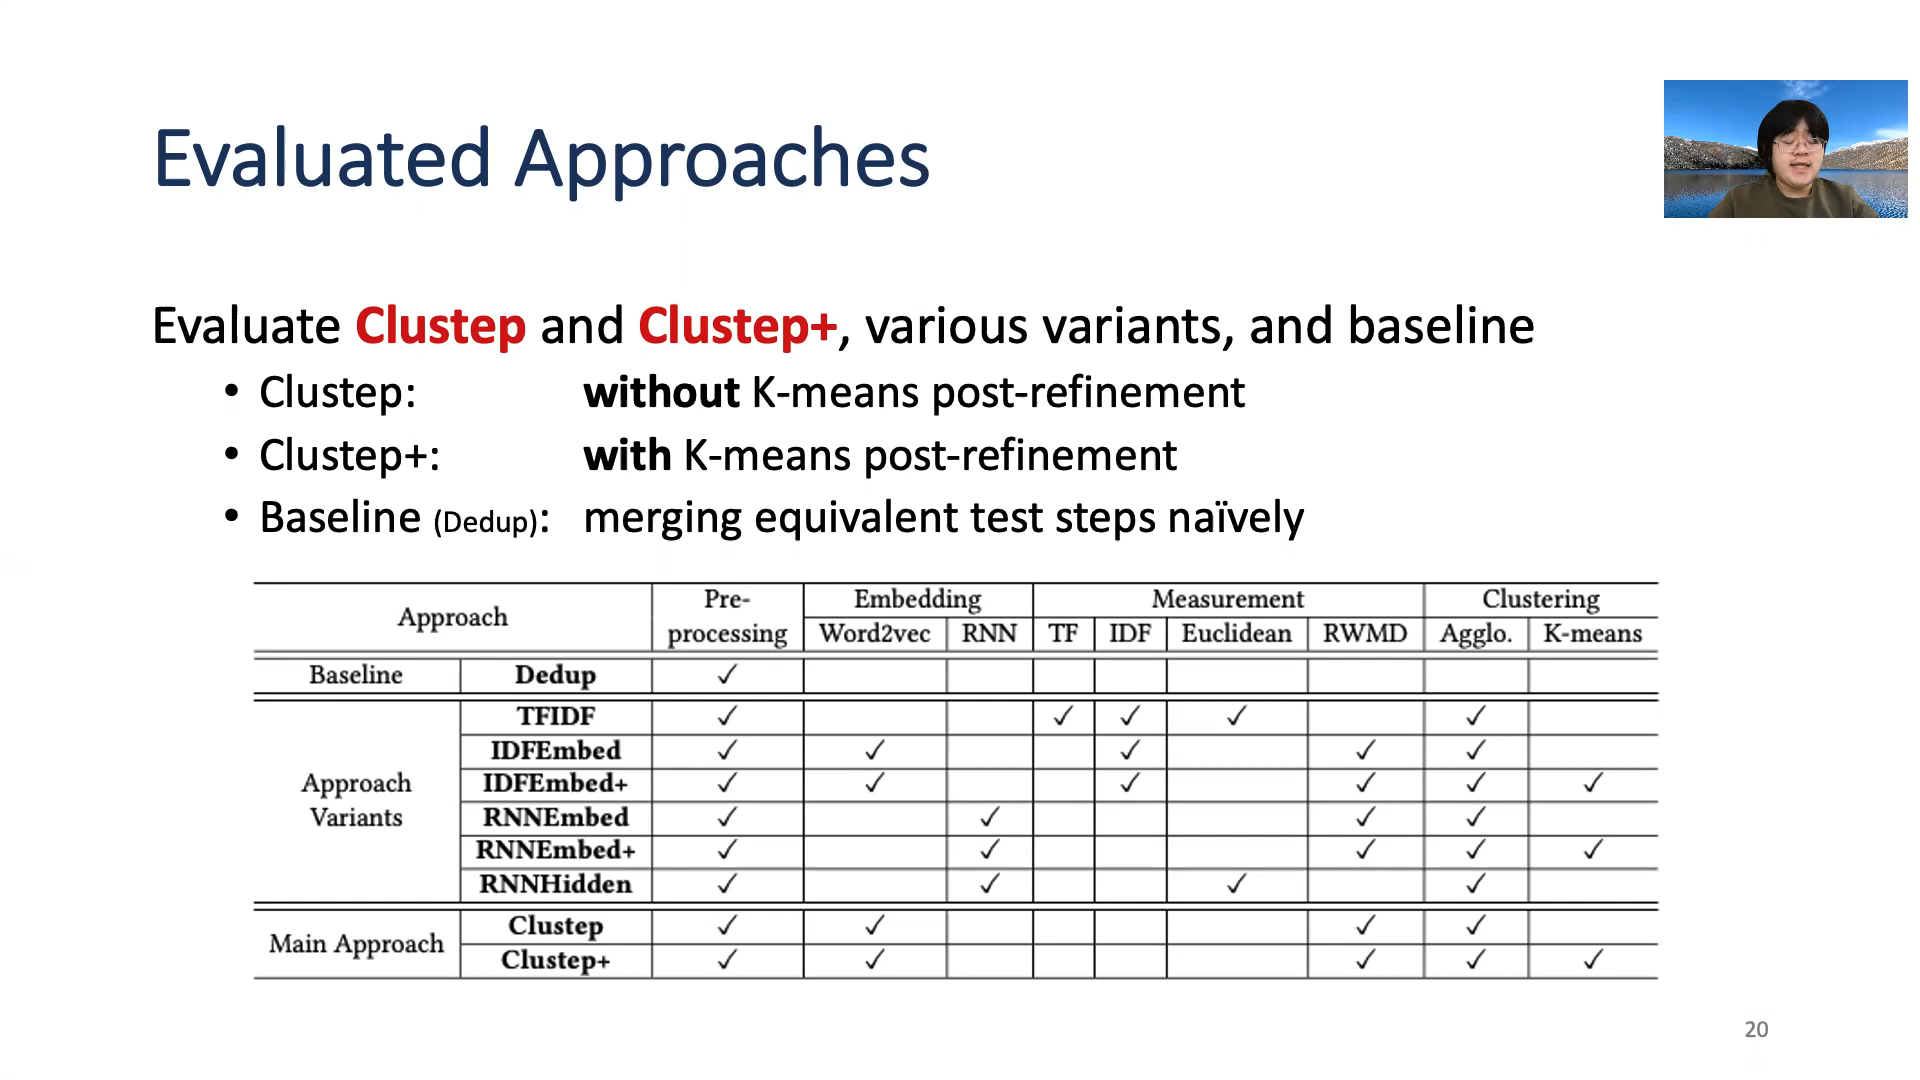 Evaluated Approaches
Evaluate Clustep and Clustep+, various variants, and baseline
• Clustep: without K-means post-refinement
• Clustep+: with K-means post-refinement
• Baseline (Dedup): merging equivalent test steps naïvely
Approach Pre-processing Embedding Measurement Clustering
Word2vec RNN TF IDF Euclidean RWMD Agglo. K-means
Baseline Dedup ✓
Approach Variants
TFIDF ✓ ✓ ✓ ✓ ✓
IDFEmbed ✓ ✓ ✓ ✓ ✓
IDFEmbed+ ✓ ✓ ✓ ✓ ✓ ✓
RNNEmbed ✓ ✓ ✓ ✓
RNNEmbed+ ✓ ✓ ✓ ✓ ✓
RNNHidden ✓ ✓ ✓ ✓
Main Approach
Clustep ✓ ✓ ✓ ✓
Clustep+ ✓ ✓ ✓ ✓ ✓
20